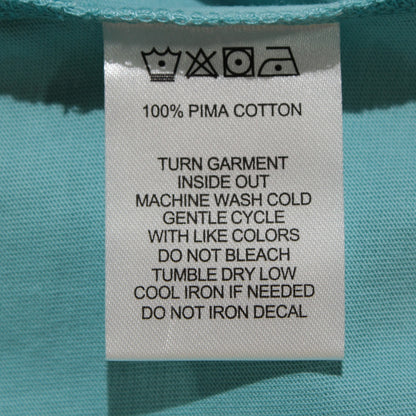 100% PIMA COTTON
TURN GARMENT
INSIDE OUT
MACHINE WASH COLD
GENTLE CYCLE
WITH LIKE COLORS
DO NOT BLEACH
TUMBLE DRY LOW
COOL IRON IF NEEDED
DO NOT IRON DECAL